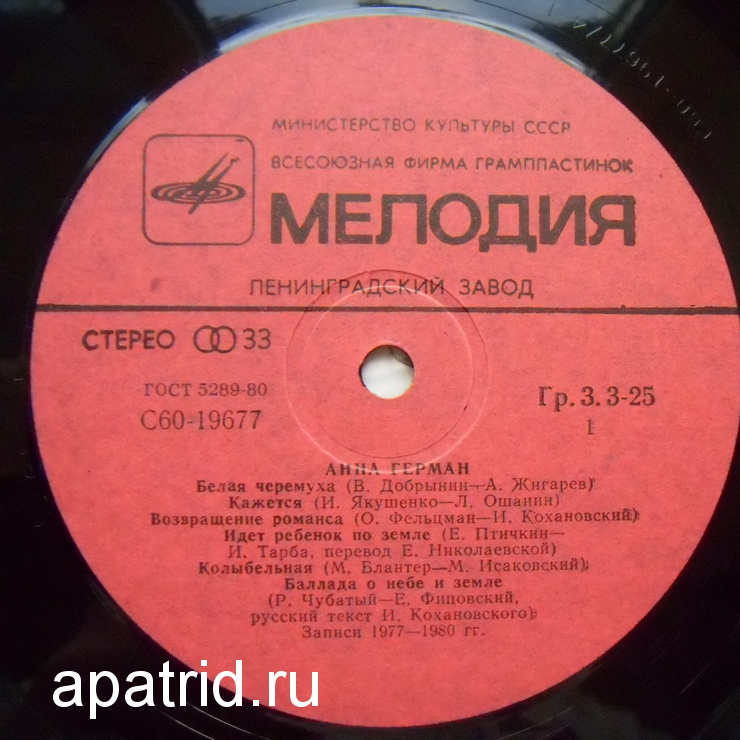 МИНИСТЕРСТВО КУЛЬТУРЫ СССР
ВСЕСОЮЗНАЯ ФИРМА ГРАМПЛАСТИНОК
МЕЛОДИЯ
ЛЕНИНГРАДСКИЙ ЗАВОД
СТЕРЕО 33
ГОСТ 5289-80
С60-19677
Гр. 3. 3-25
1
АННА ГЕРМАН
Белая черемуха (В. Добрынин—А. Жигарев)
Кажется (И. Якушенко—Л. Ошанин)
Возвращение романса (О. Фельцман—И. Кохановский);
Идет ребенок по земле (Е. Птичкин—
И. Тарба, перевод Е. Николаевской)
Колыбельная (М. Блантер—М. Исаковский);
Баллада о небе и земле
(Р. Чубатый—Е. Фицовский,
русский текст И. Кохановского);
Записи 1977—1980 гг.
apatrid.ru